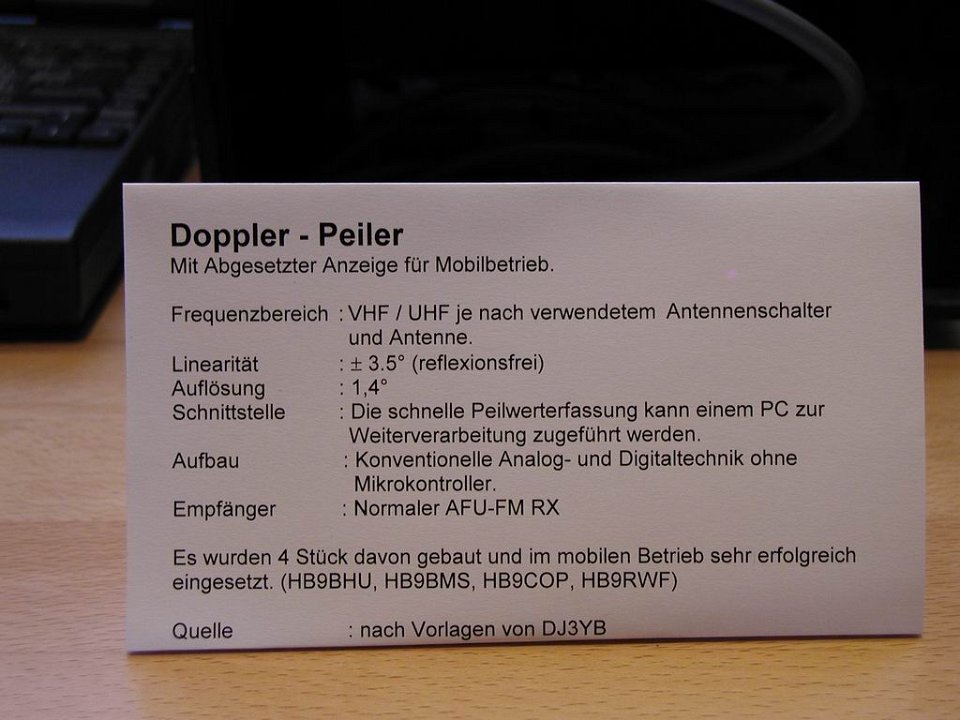 Doppler - Peiler
Mit Abgesetzter Anzeige für Mobilbetrieb.
Frequenzbereich : VHF / UHF je nach verwendetem Antennenschalter
und Antenne.
Linearität : ± 3.5° (reflexionsfrei)
Auflösung : 1,4°
Schnittstelle : Die schnelle Peilwerterfassung kann einem PC zur
Weiterverarbeitung zugeführt werden.
Aufbau : Konventionelle Analog- und Digitaltechnik ohne
Mikrokontroller.
Empfänger : Normaler AFU-FM RX
Es wurden 4 Stück davon gebaut und im mobilen Betrieb sehr erfolgreich
eingesetzt. (HB9BHU, HB9BMS, HB9COP, HB9RWF)
Quelle : nach Vorlagen von DJ3YB